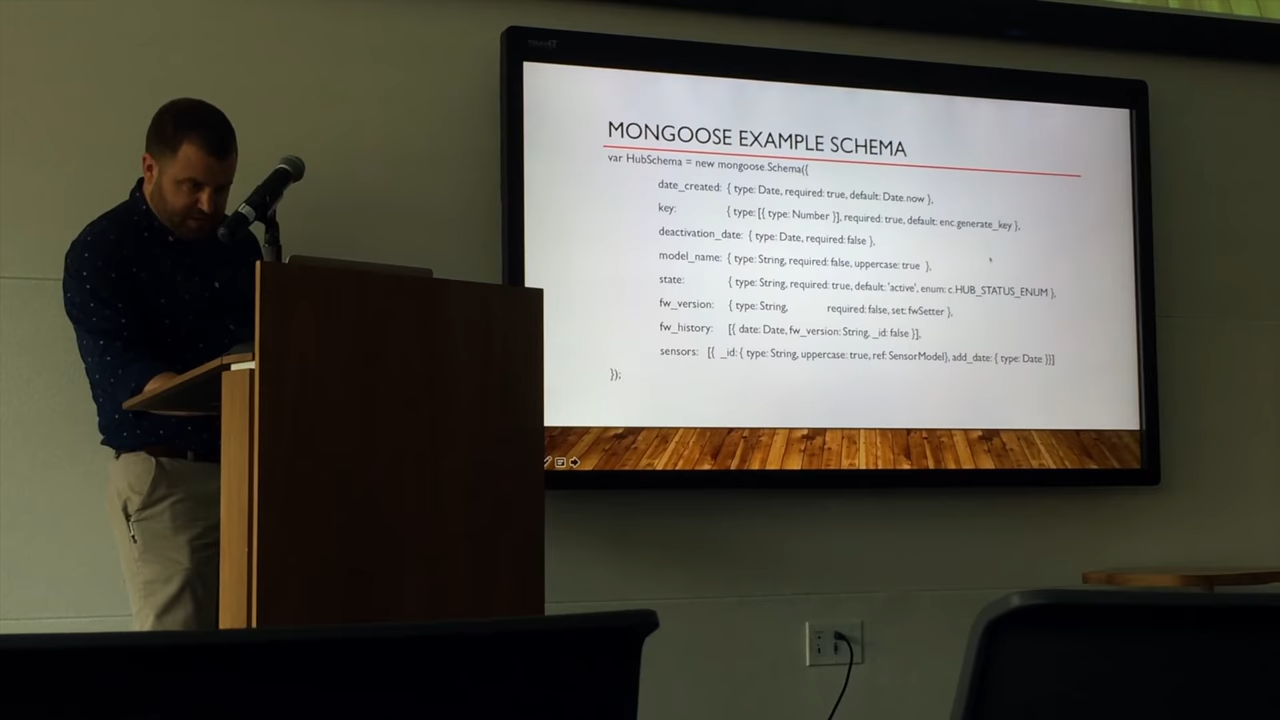 MONGOOSE EXAMPLE SCHEMA
var HubSchema = new mongoose.Schema({
date_created: { type: Date, required: true, default: Date.now },
key: { type: [{ type: Number }], required: true, default: enc.generate_key },
deactivation_date: { type: Date, required: false },
model_name: { type: String, required: false, uppercase: true },
state: { type: String, required: true, default: 'active', enum: c.HUB_STATUS_ENUM },
fw_version: { type: String, required: false, set: fwSetter },
fw_history: [{ date: Date, fw_version: String, _id: false }],
sensors: [{ _id: { type: String, uppercase: true, ref: SensorModel}, add_date: { type: Date }}]
});